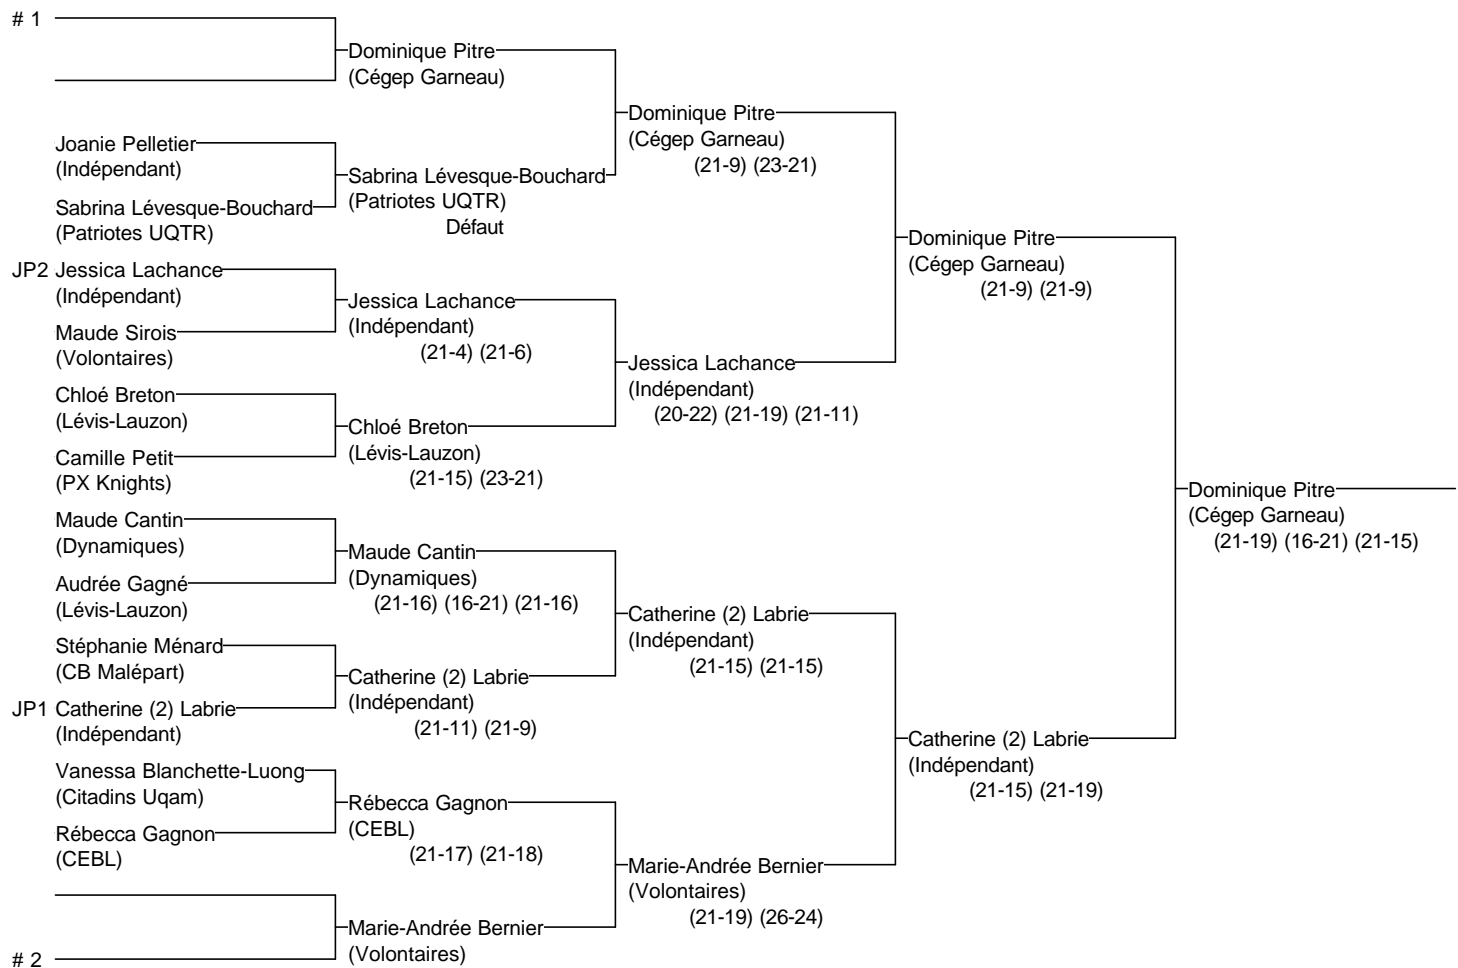 # 1
Dominique Pitre
(Cégep Garneau)
Joanie Pelletier
(Indépendant)
Sabrina Lévesque-Bouchard
(Patriotes UQTR)
Sabrina Lévesque-Bouchard
(Patriotes UQTR)
Défaut
Dominique Pitre
(Cégep Garneau)
(21-9) (23-21)
JP2 Jessica Lachance
(Indépendant)
Maude Sirois
(Volontaires)
Jessica Lachance
(Indépendant)
(21-4) (21-6)
Chloé Breton
(Lévis-Lauzon)
Camille Petit
(PX Knights)
Chloé Breton
(Lévis-Lauzon)
(21-15) (23-21)
Jessica Lachance
(Indépendant)
(20-22) (21-19) (21-11)
Dominique Pitre
(Cégep Garneau)
(21-9) (21-9)
Maude Cantin
(Dynamiques)
Audrée Gagné
(Lévis-Lauzon)
Maude Cantin
(Dynamiques)
(21-16) (16-21) (21-16)
Stéphanie Ménard
(CB Malépart)
JP1 Catherine (2) Labrie
(Indépendant)
Catherine (2) Labrie
(Indépendant)
(21-11) (21-9)
Catherine (2) Labrie
(Indépendant)
(21-15) (21-15)
Vanessa Blanchette-Luong
(Citadins Uqam)
Rébecca Gagnon
(CEBL)
Rébecca Gagnon
(CEBL)
(21-17) (21-18)
# 2
Marie-Andrée Bernier
(Volontaires)
Marie-Andrée Bernier
(Volontaires)
(21-19) (26-24)
Catherine (2) Labrie
(Indépendant)
(21-15) (21-19)
Dominique Pitre
(Cégep Garneau)
(21-19) (16-21) (21-15)